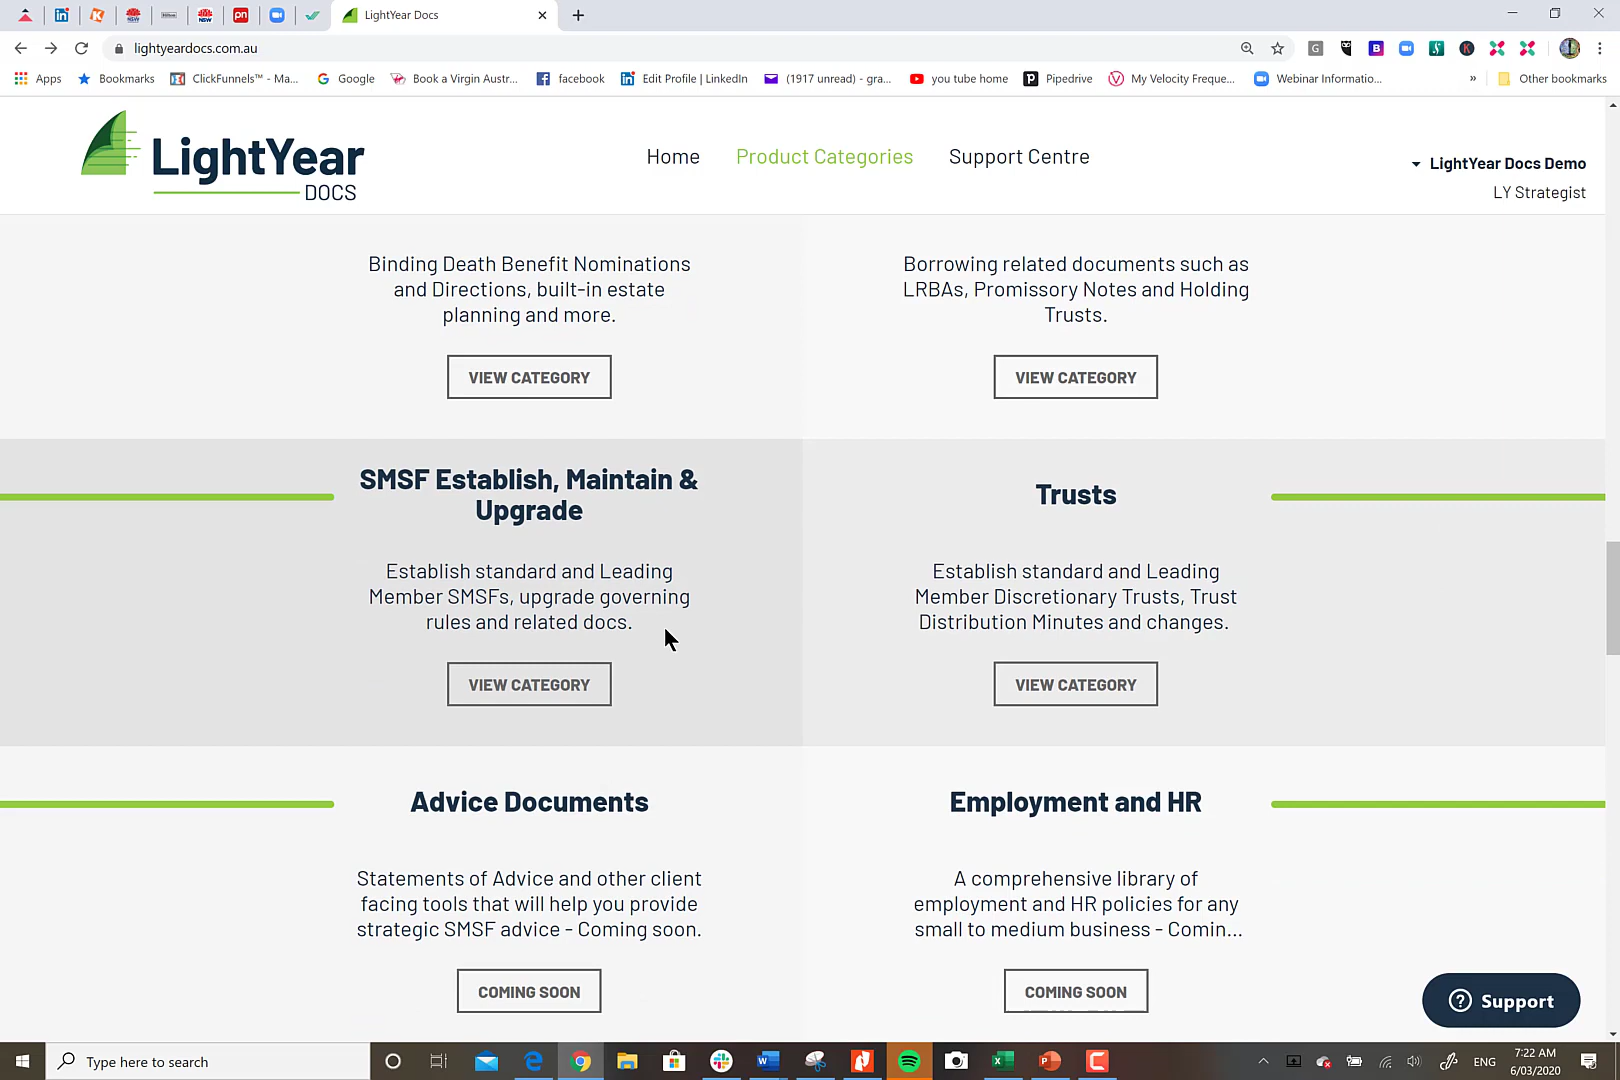 LightYear Docs
lightyeardocs.com.au
Apps
Bookmarks
ClickFunnels™ - Ma...
Google
Book a Virgin Austr...
facebook
Edit Profile | LinkedIn
(1917 unread) - gra...
you tube home
Pipedrive
My Velocity Freque...
Webinar Informatio...
»
Other bookmarks
LightYear
DOCS
Home
Product Categories
Support Centre
LightYear Docs Demo
LY Strategist
Binding Death Benefit Nominations
and Directions, built-in estate
planning and more.
VIEW CATEGORY
Borrowing related documents such as
LRBAs, Promissory Notes and Holding
Trusts.
VIEW CATEGORY
SMSF Establish, Maintain &
Upgrade
Establish standard and Leading
Member SMSFs, upgrade governing
rules and related docs.
VIEW CATEGORY
Trusts
Establish standard and Leading
Member Discretionary Trusts, Trust
Distribution Minutes and changes.
VIEW CATEGORY
Advice Documents
Statements of Advice and other client
facing tools that will help you provide
strategic SMSF advice - Coming soon.
COMING SOON
Employment and HR
A comprehensive library of
employment and HR policies for any
small to medium business - Comin...
COMING SOON
Support
Type here to search
ENG
7:22 AM
6/03/2020